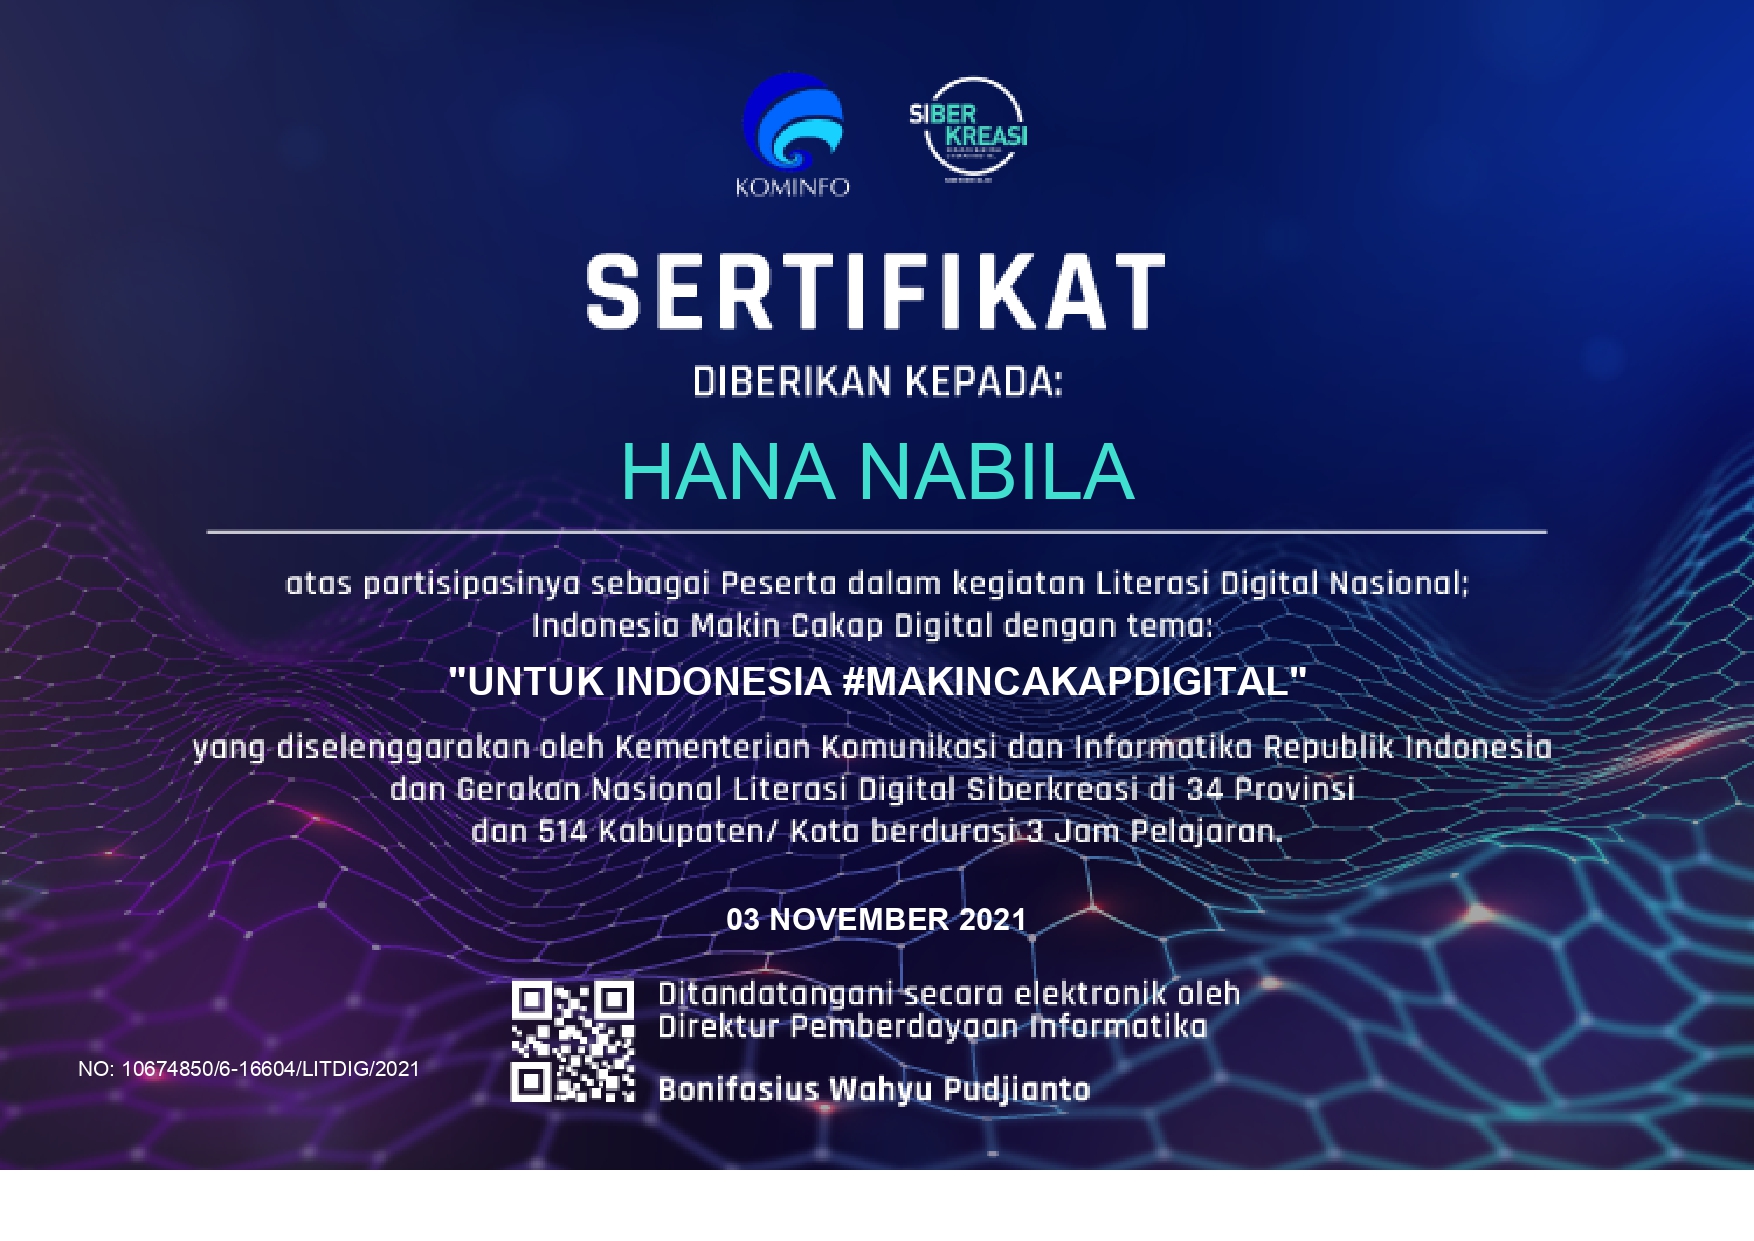 KOMINFO
SIBER
KREASI
SERTIFIKAT
DIBERIKAN KEPADA:
HANA NABILA
atas partisipasinya sebagai Peserta dalam kegiatan Literasi Digital Nasional;
Indonesia Makin Cakap Digital dengan tema:
"UNTUK INDONESIA #MAKINCAKAPDIGITAL"
yang diselenggarakan oleh Kementerian Komunikasi dan Informatika Republik Indonesia
dan Gerakan Nasional Literasi Digital Siberkreasi di 34 Provinsi
dan 514 Kabupaten/ Kota berdurasi 3 Jam Pelajaran.
03 NOVEMBER 2021
Ditandatangani secara elektronik oleh
Direktur Pemberdayaan Informatika
NO: 10674850/6-16604/LITDIG/2021
Bonifasius Wahyu Pudjianto